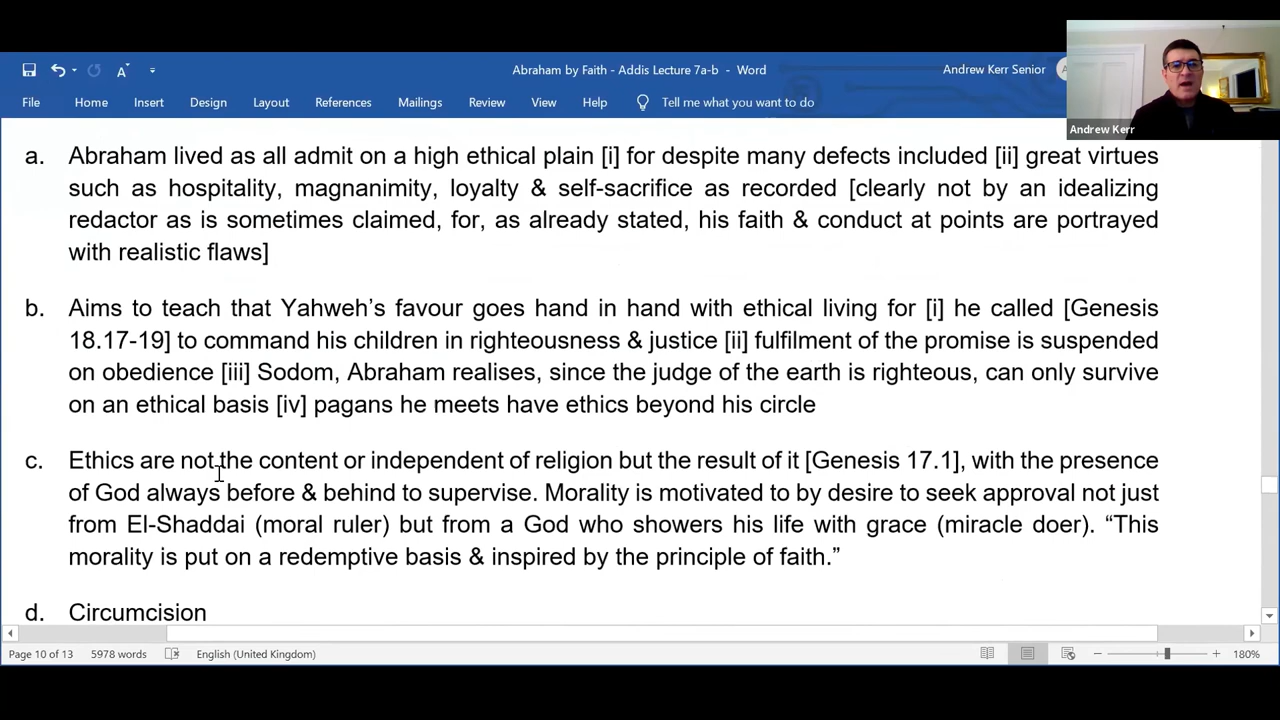 Abraham by Faith - Addis Lecture 7a-b - Word
Andrew Kerr Senior
File Home Insert Design Layout References Mailings Review View Help Tell me what you want to do
Andrew Kerr
a. Abraham lived as all admit on a high ethical plain [i] for despite many defects included [ii] great virtues
such as hospitality, magnanimity, loyalty & self-sacrifice as recorded [clearly not by an idealizing
redactor as is sometimes claimed, for, as already stated, his faith & conduct at points are portrayed
with realistic flaws]
b. Aims to teach that Yahweh’s favour goes hand in hand with ethical living for [i] he called [Genesis
18.17-19] to command his children in righteousness & justice [ii] fulfilment of the promise is suspended
on obedience [iii] Sodom, Abraham realises, since the judge of the earth is righteous, can only survive
on an ethical basis [iv] pagans he meets have ethics beyond his circle
c. Ethics are not the content or independent of religion but the result of it [Genesis 17.1], with the presence
of God always before & behind to supervise. Morality is motivated to by desire to seek approval not just
from El-Shaddai (moral ruler) but from a God who showers his life with grace (miracle doer). “This
morality is put on a redemptive basis & inspired by the principle of faith.”
d. Circumcision
Page 10 of 13 5978 words English (United Kingdom) 180%